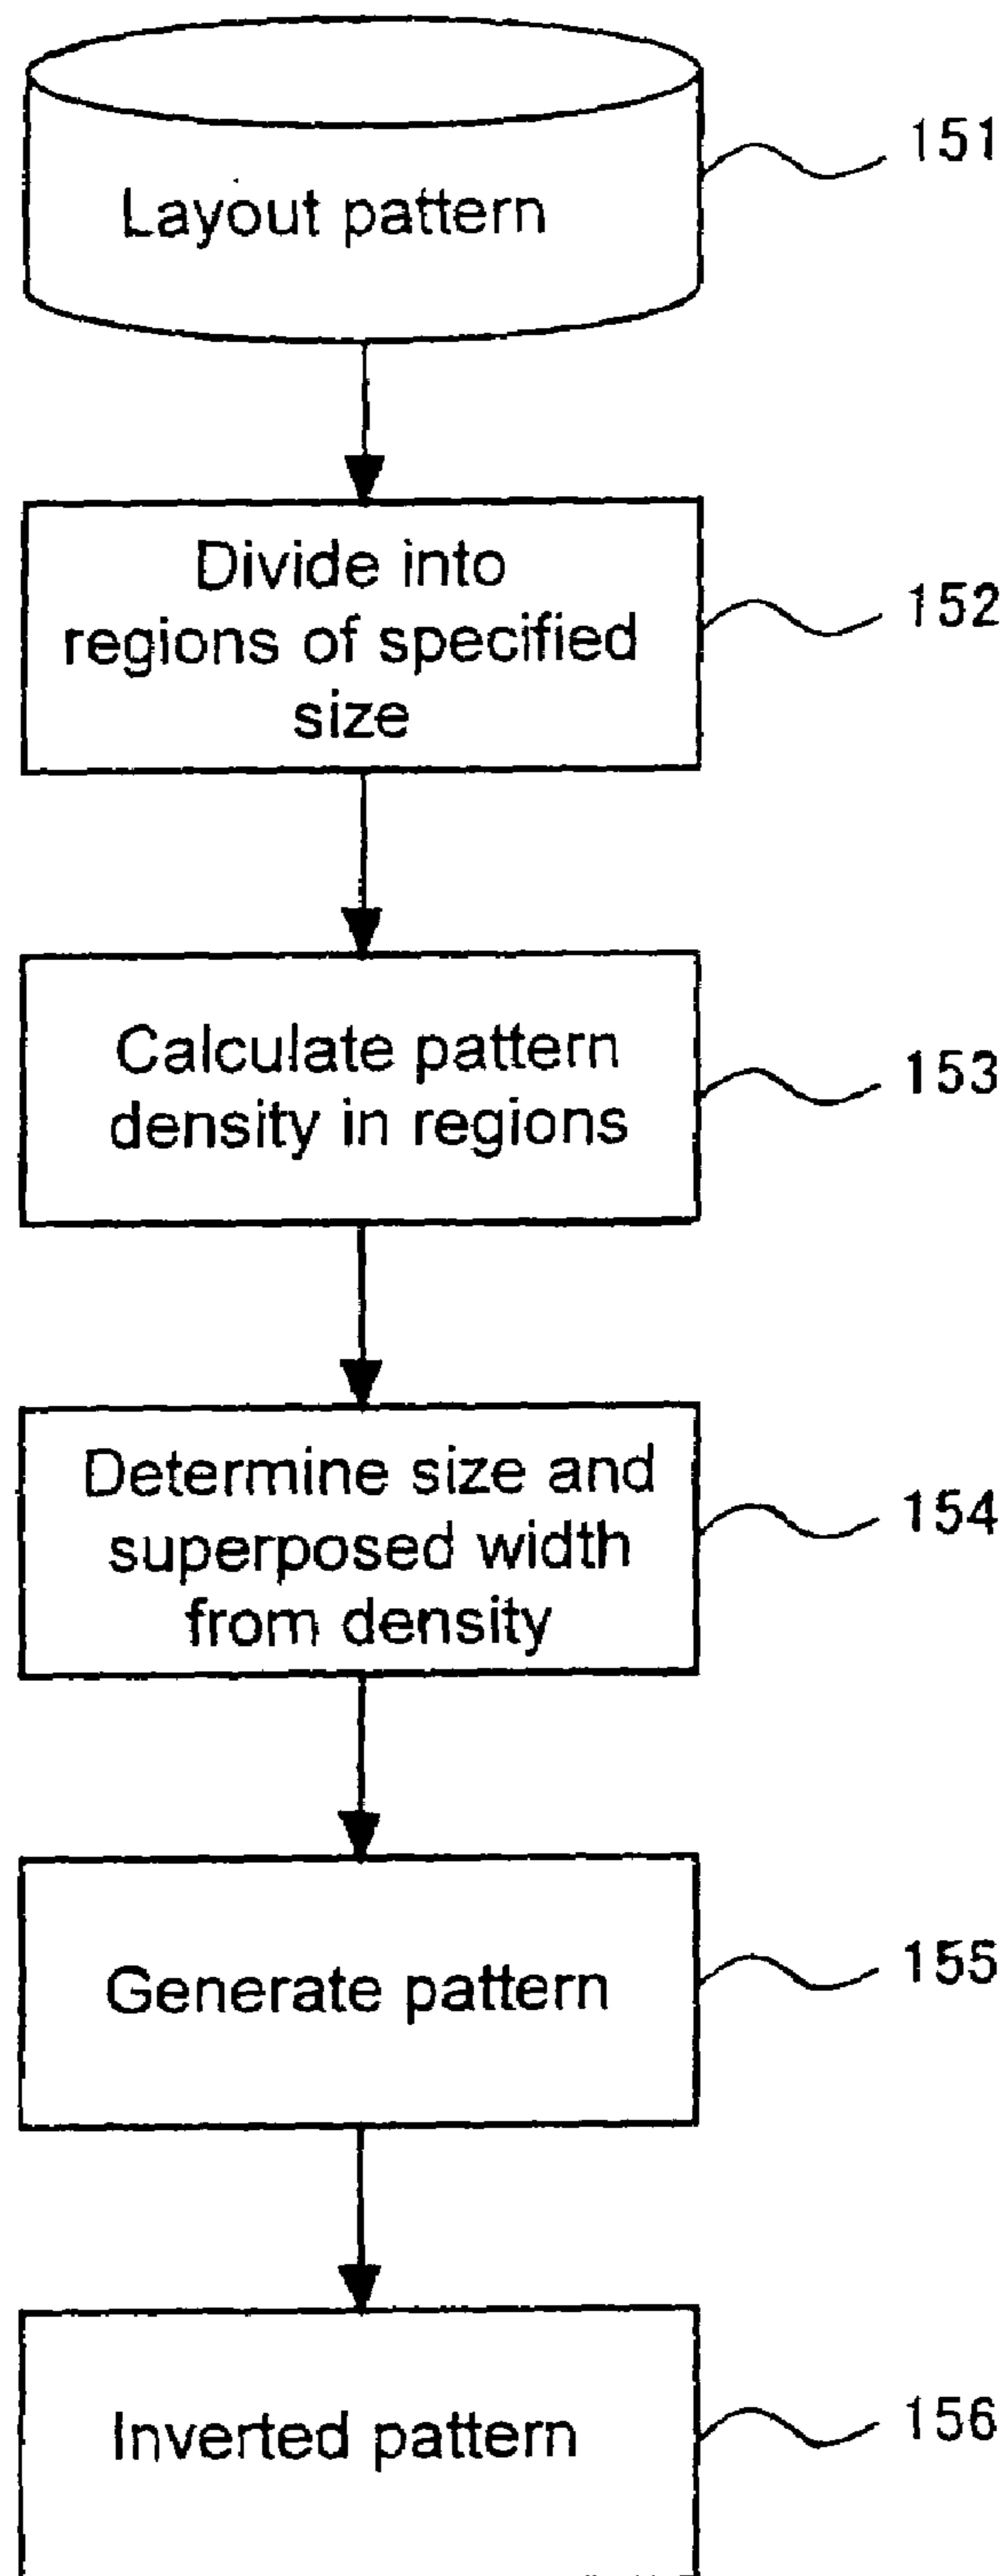 Layout pattern
151
Divide into
regions of specified
size
152
Calculate pattern
density in regions
153
Determine size and
superposed width
from density
154
Generate pattern
155
Inverted pattern
156